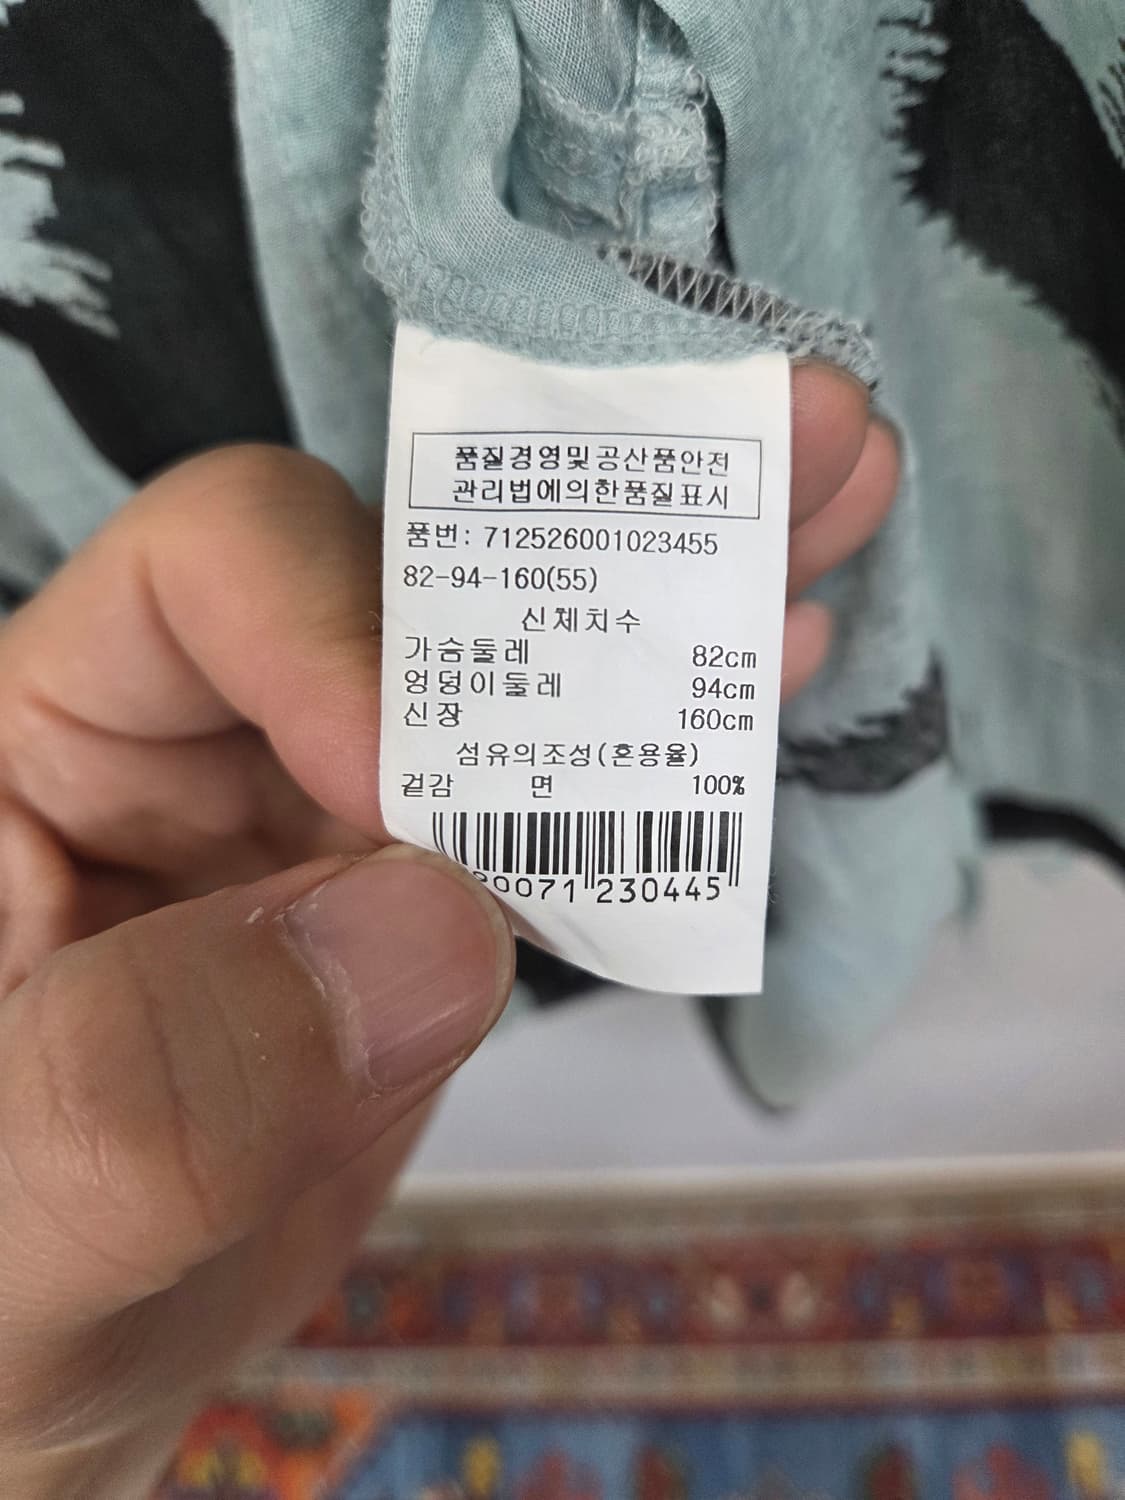 품질경영및공산품안전
관리법에의한품질표시
품번: 712526001023455
82-94-160(55)
신체치수
가슴둘레 82cm
엉덩이둘레 94cm
신장 160cm
섬유의조성(혼용율)
겉감 면 100%
0071 230445